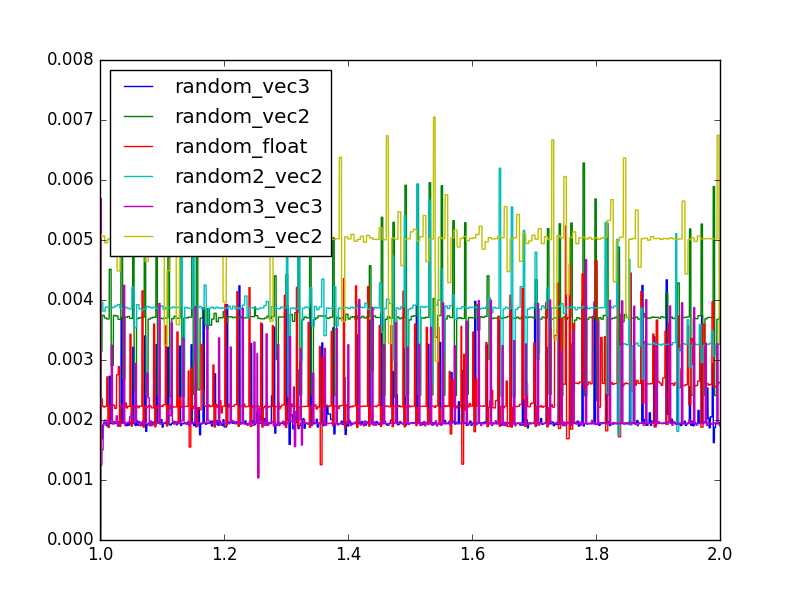 0.008
0.007
0.006
0.005
0.004
0.003
0.002
0.001
0.000
random_vec3
random_vec2
random_float
random2_vec2
random3_vec3
random3_vec2
1.0 1.2 1.4 1.6 1.8 2.0